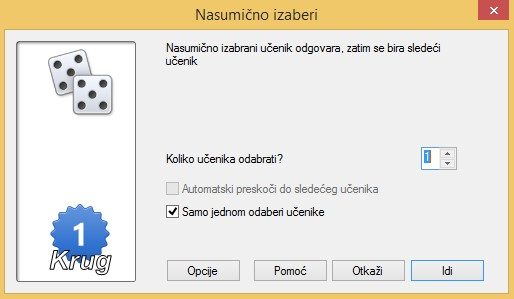 Nasumično izaberi
Nasumično izabrani učenik odgovara, zatim se bira sledeći
učenik
Koliko učenika odabrati?
1
Automatski preskoči do sledećeg učenika
Samo jednom odaberi učenike
1
Krug
Opcije
Pomoć
Otkaži
Idi